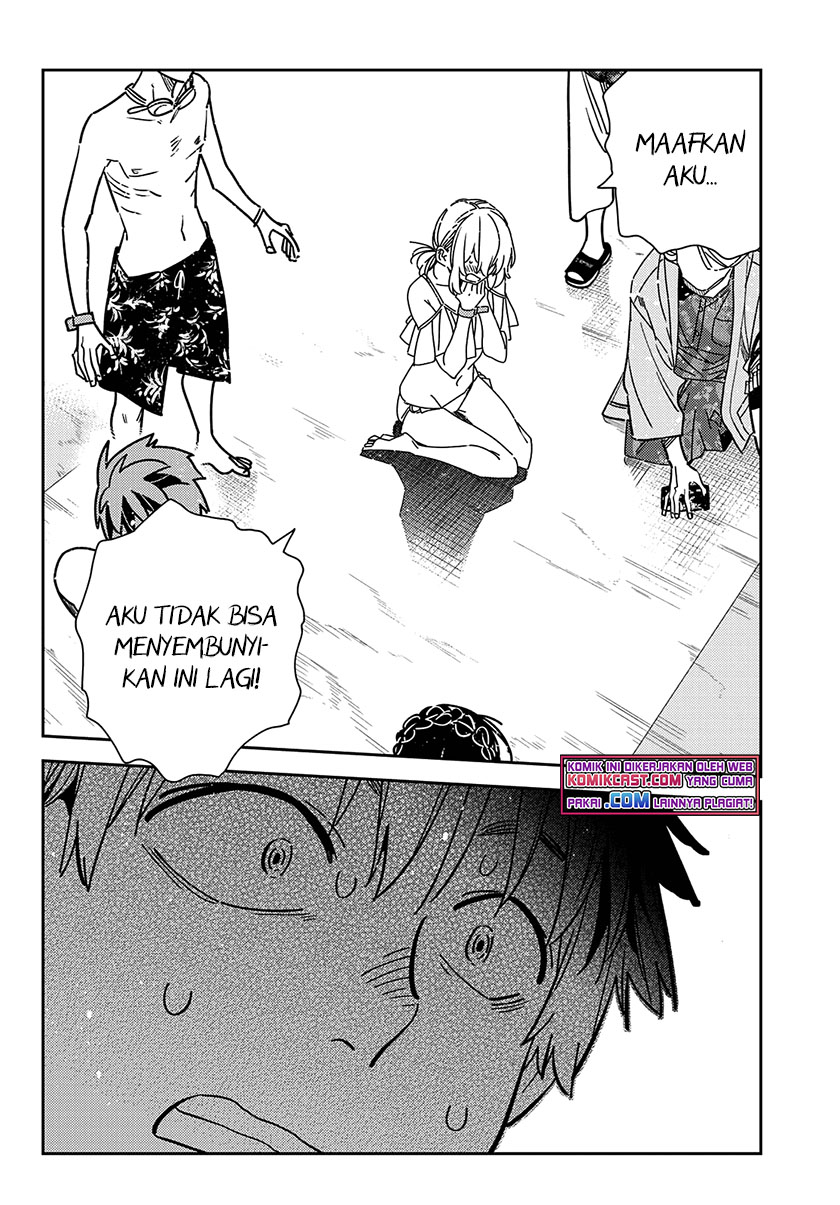 MAAFKAN
AKU...
AKU TIDAK BISA
MENYEMBUNYI-
KAN INI LAGI!
KOMIK INI DIKERJAKAN OLEH WEB
KOMIKCAST.COM YANG CUMA
PAKAI .COM LAINNYA PLAGIAT!